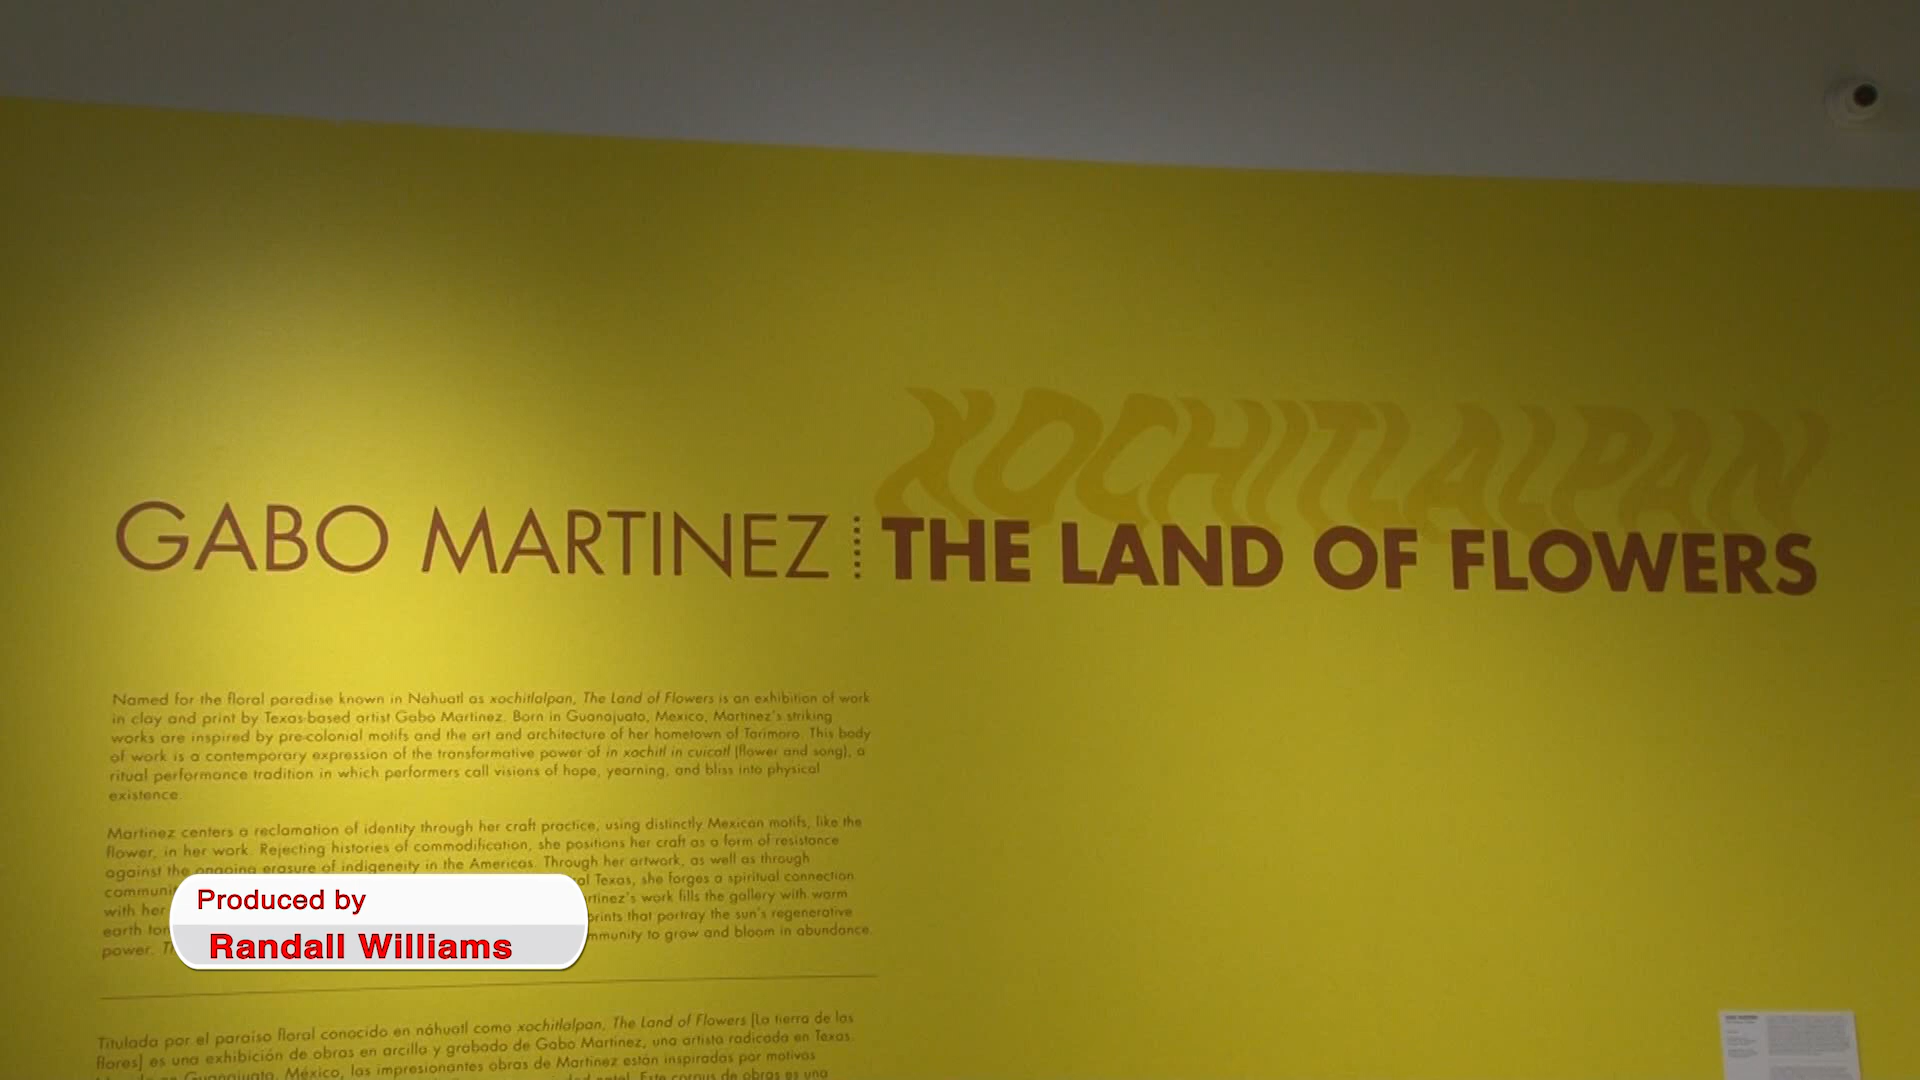 XOCHITLALPAN
GABO MARTINEZ THE LAND OF FLOWERS
Named for the floral paradise known in Nahuatl as xochitlalpan, The Land of Flowers is an exhibition of work
in clay and print by Texas-based artist Gabo Martinez. Born in Guanajuato, Mexico, Martinez's striking
works are inspired by pre-colonial motifs and the art and architecture of her hometown of Tarimoro. This body
of work is a contemporary expression of the transformative power of in xochitl in cuicatl (flower and song), a
ritual performance tradition in which performers call visions of hope, yearning, and bliss into physical
existence.
Martinez centers a reclamation of identity through her craft practice, using distinctly Mexican motifs, like the
flower, in her work. Rejecting histories of commodification, she positions her craft as a form of resistance
against the ongoing erasure of indigeneity in the Americas. Through her artwork, as well as through
Texas, she forges a spiritual connection
with her work fills the gallery with warm
earth prints that portray the sun's regenerative
power. to grow and bloom in abundance.
Produced by
Randall Williams
Titulada por el paraíso floral conocido en náhuatl como xochitlalpan, The Land of Flowers [La tierra de las
flores] es una exhibición de obras en arcilla y grabado de Gabo Martinez, una artista radicada en Texas.
Guanajuato, México, las impresionantes obras de Martinez están inspiradas por motivos
Este corpus de obras es una